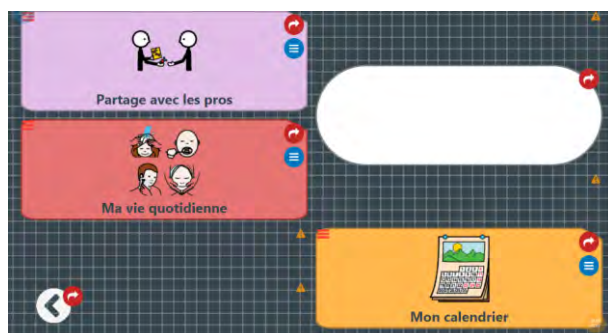 Partage avec les pros
Ma vie quotidienne
Mon calendrier